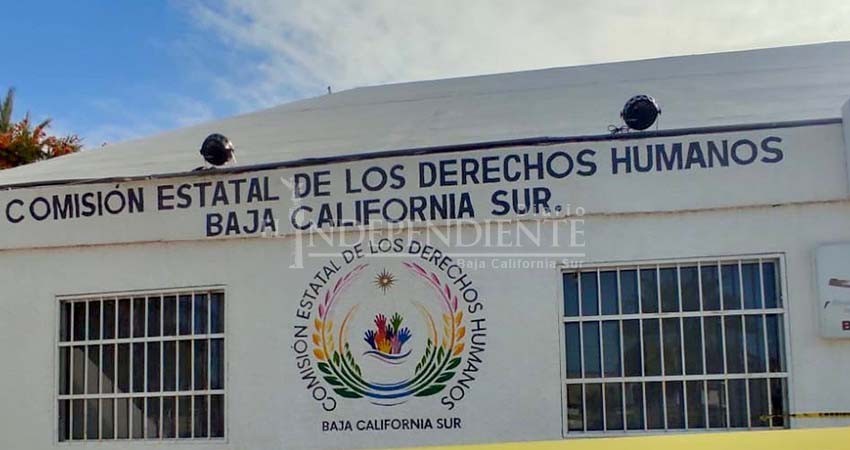 COMISIÓN ESTATAL DE LOS DERECHOS HUMANOS
BAJA CALIFORNIA SUR.
Diario
INDEPENDIENTE
Baja California Sur
COMISIÓN ESTATAL DE LOS DERECHOS HUMANOS
BAJA CALIFORNIA SUR